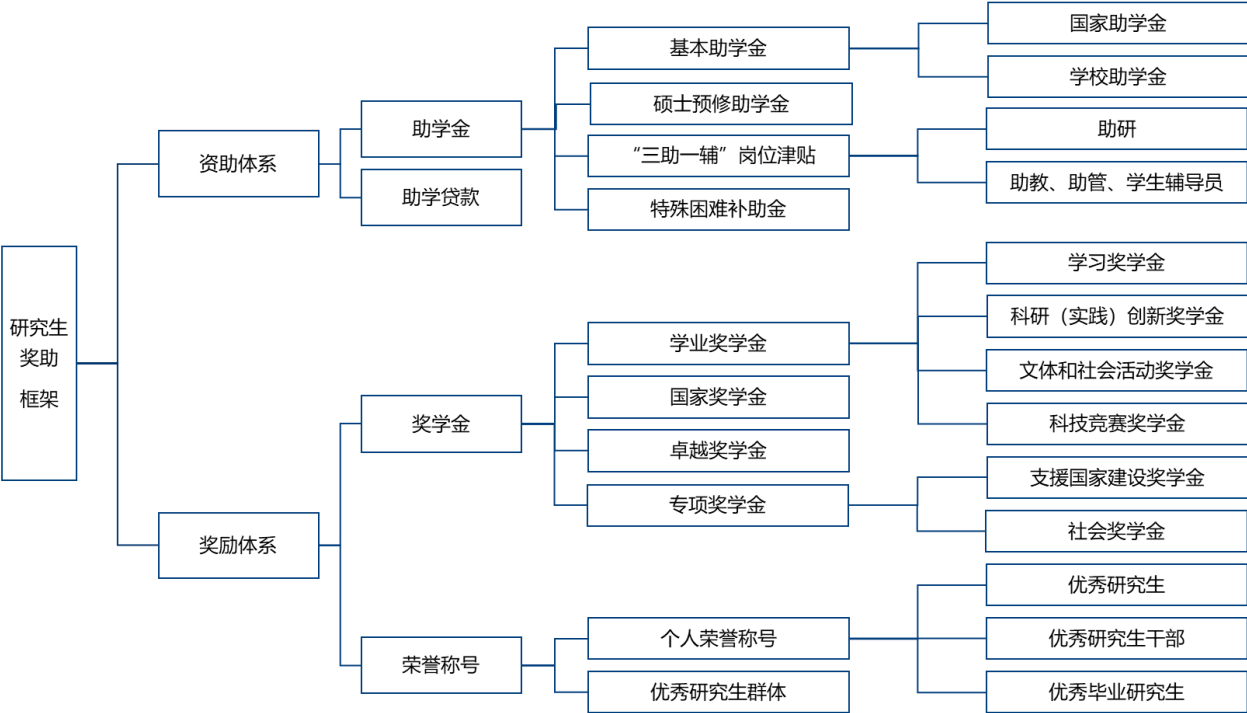 研究生
奖助
框架
资助体系
助学金
基本助学金
国家助学金
学校助学金
硕士预修助学金
“三助一辅”岗位津贴
助研
助教、助管、学生辅导员
特殊困难补助金
助学贷款
奖励体系
奖学金
学业奖学金
学习奖学金
科研（实践）创新奖学金
文体和社会活动奖学金
科技竞赛奖学金
国家奖学金
卓越奖学金
专项奖学金
支援国家建设奖学金
社会奖学金
荣誉称号
个人荣誉称号
优秀研究生
优秀研究生干部
优秀毕业研究生
优秀研究生群体